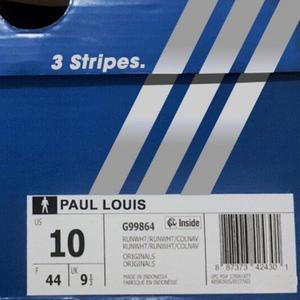 3 Stripes.
PAUL LOUIS
US
10
F
44
UK
9½
G99864
Inside
RUNWHT/RUNWHT/COLNAV
ORIGINALS
RUNWHT/RUNWHT/COLNAV
ORIGINALS
MADE IN INDONESIA
FABRIQUE EN INDONESIE
8 87373 42430 1